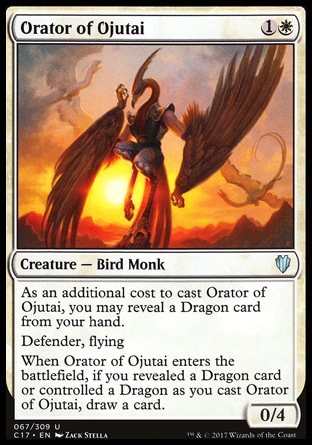 Orator of Ojutai 1
Creature — Bird Monk
As an additional cost to cast Orator of
Ojutai, you may reveal a Dragon card
from your hand.
Defender, flying
When Orator of Ojutai enters the
battlefield, if you revealed a Dragon card
or controlled a Dragon as you cast Orator
of Ojutai, draw a card.
0/4
067/309 U
C17 • EN Zack Stella
™ & © 2017 Wizards of the Coast